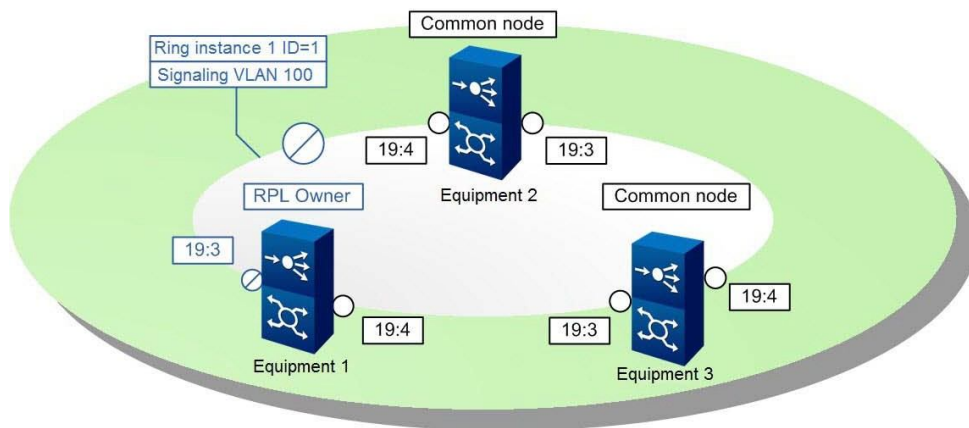 Common node
Ring instance 1 ID=1
Signaling VLAN 100
19:4
19:3
Equipment 2
RPL Owner
Common node
19:3
19:4
19:4
19:3
Equipment 1
Equipment 3